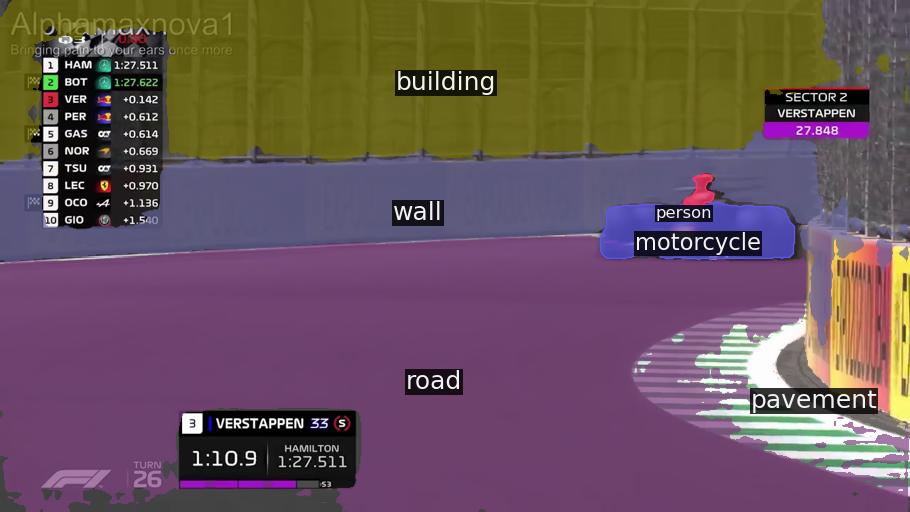 Alphamaxnova1
Bringing pain to your ears once more
1 HAM 1:27.511
2 BOT 1:27.622
3 VER +0.142
4 PER +0.612
5 GAS +0.614
6 NOR +0.669
7 TSU +0.931
8 LEC +0.970
9 OCO +1.136
10 GIO +1.540
building
SECTOR 2
VERSTAPPEN
27.848
wall
person
motorcycle
road
pavement
3 VERSTAPPEN 33 S
1:10.9
HAMILTON
1:27.511
S3
F1
TURN
26